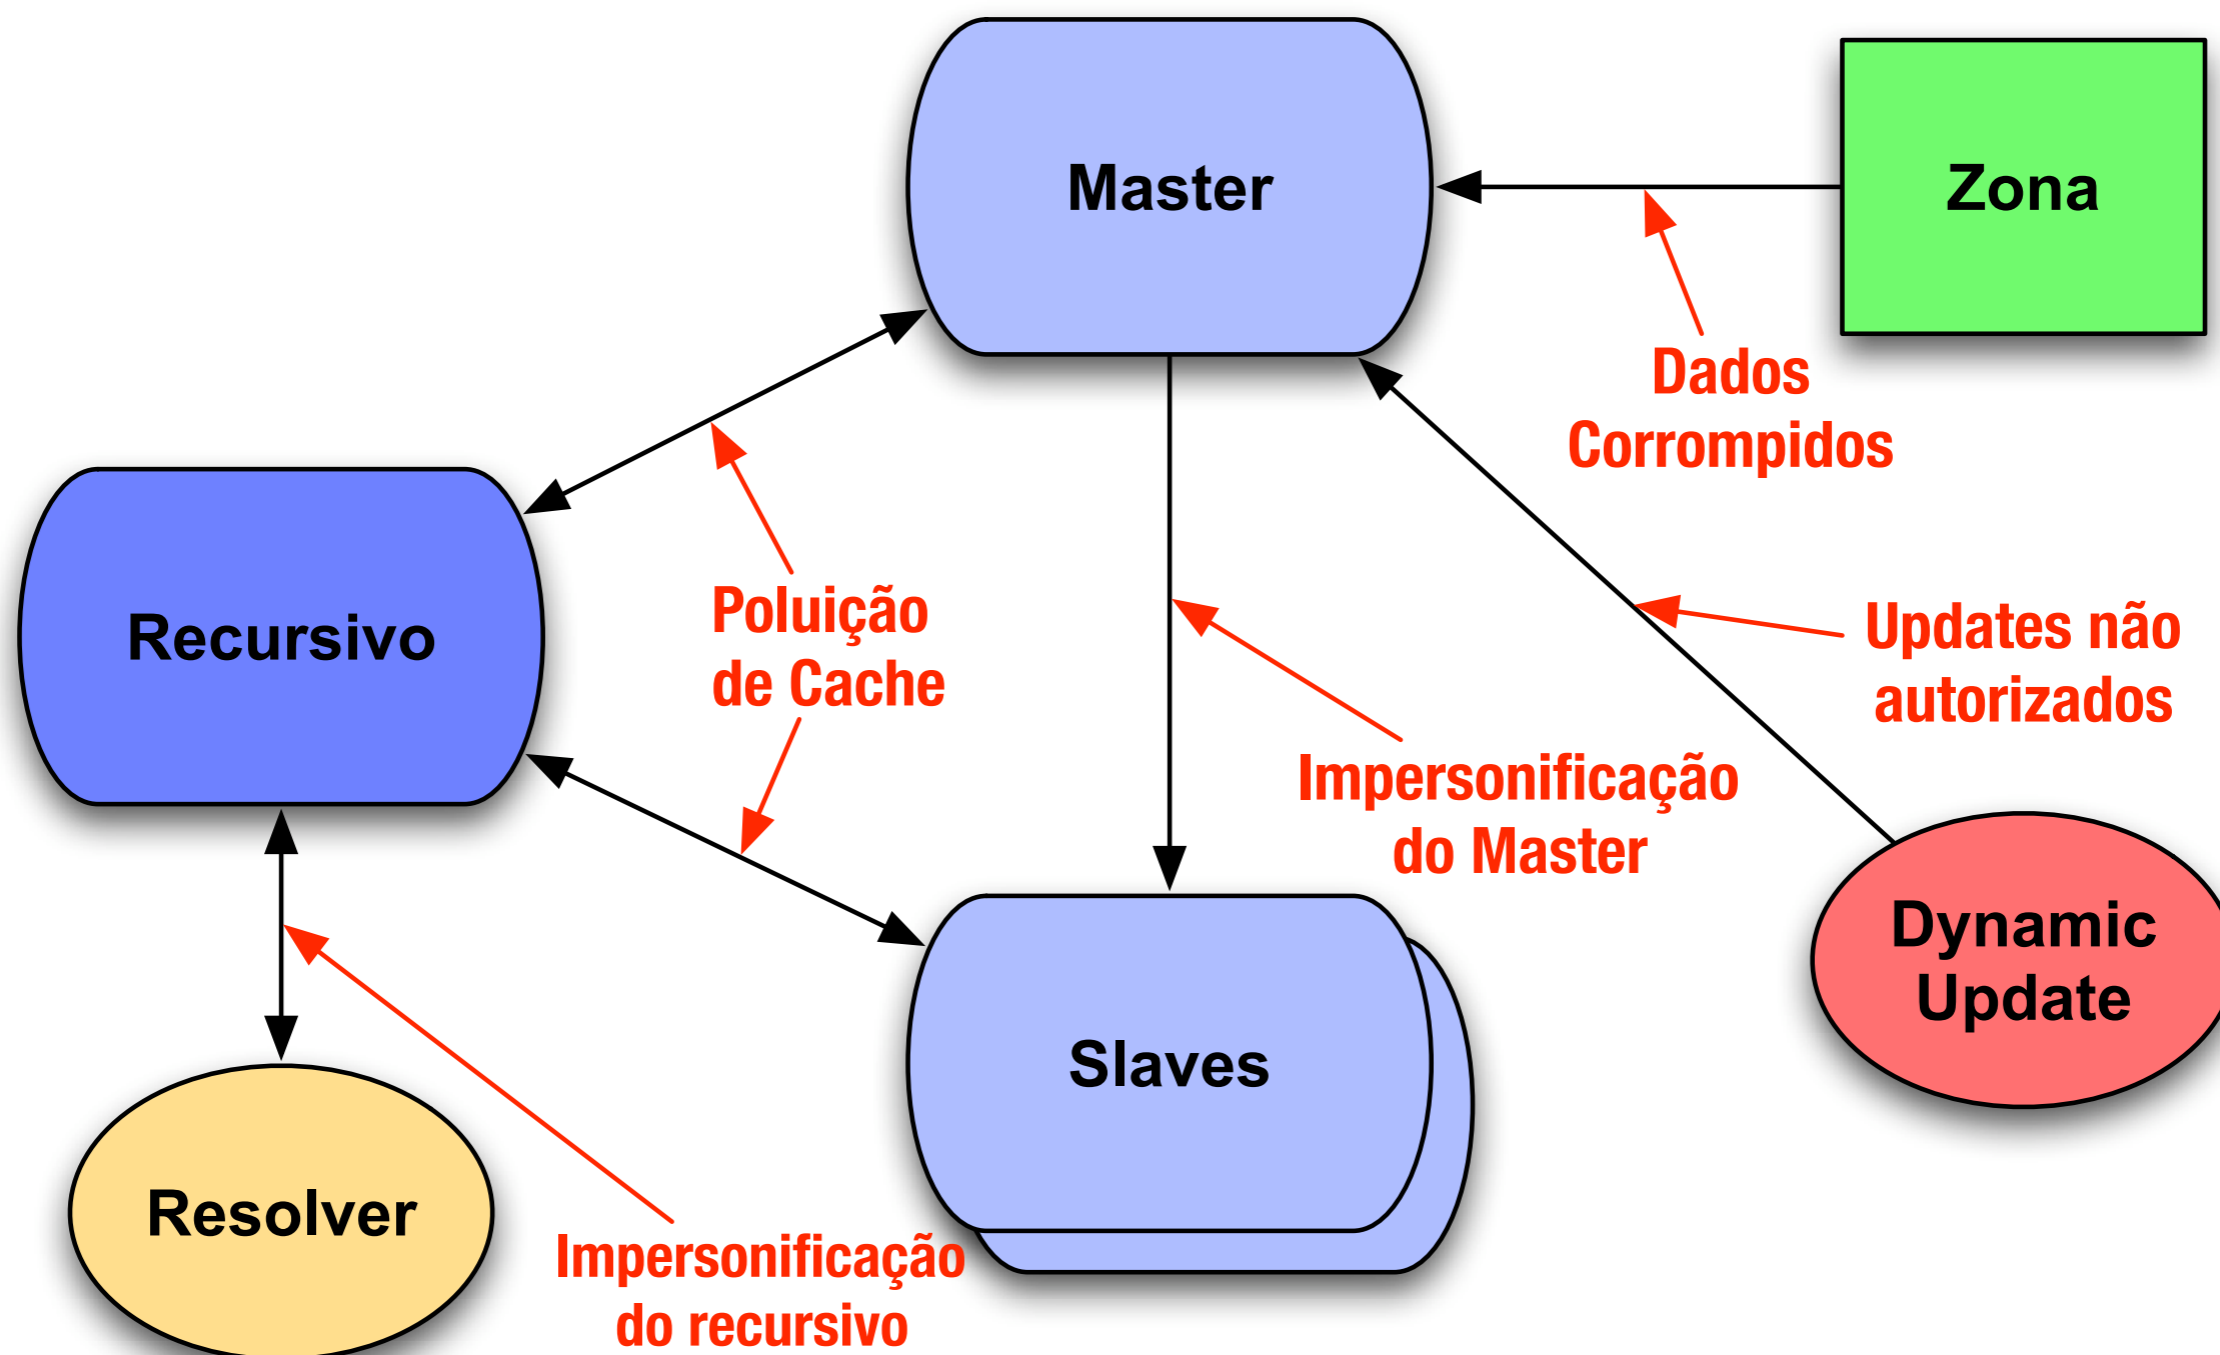 Master
Zona
Dados
Corrompidos
Recursivo
Poluição
de Cache
Updates não
autorizados
Impersonificação
do Master
Dynamic
Update
Slaves
Resolver
Impersonificação
do recursivo